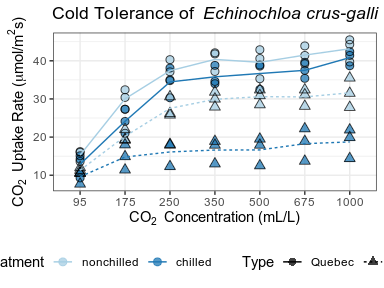 Cold Tolerance of Echinochloa crus-galli
CO₂ Uptake Rate (μmol/m²s)
40
30
20
10
95 175 250 350 500 675 1000
CO₂ Concentration (mL/L)
atment nonchilled chilled Type Quebec